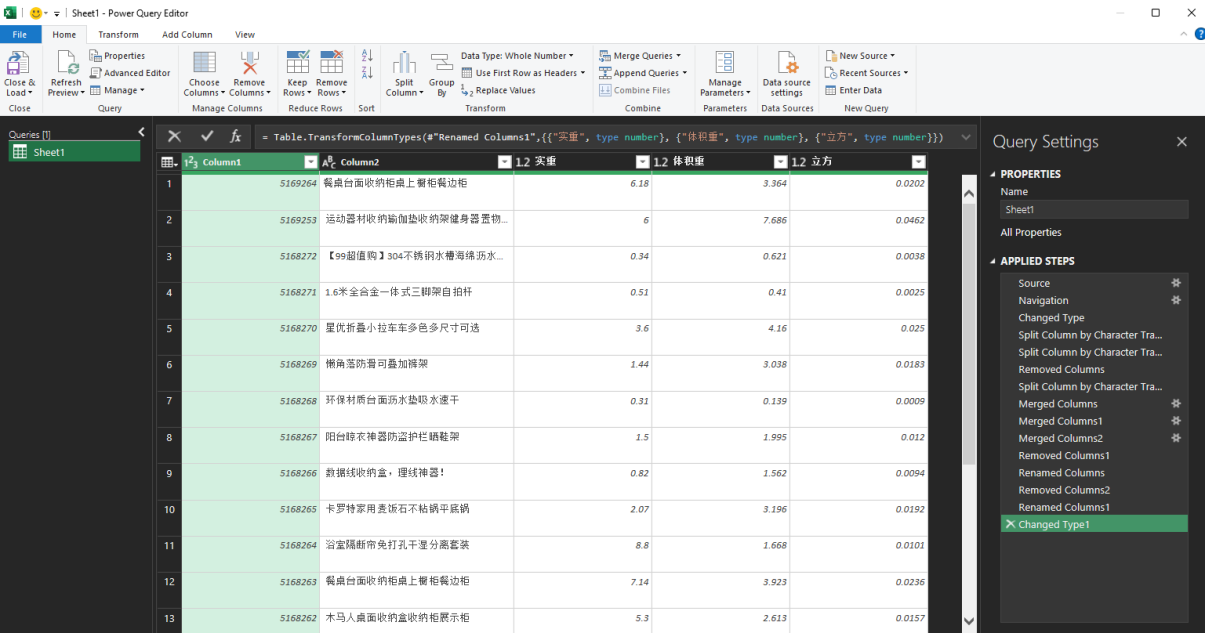 Sheet1 - Power Query Editor
File Home Transform Add Column View
Close & Load
Refresh Preview
Properties
Advanced Editor
Manage
Choose Columns
Remove Columns
Keep Rows
Remove Rows
Split Column
Group By
Data Type: Whole Number
Use First Row as Headers
Replace Values
Merge Queries
Append Queries
Combine Files
Manage Parameters
Data source settings
New Source
Recent Sources
Enter Data
Close Query Manage Columns Reduce Rows Sort Transform Combine Parameters Data Sources New Query
Queries [1]
Sheet1
fx = Table.TransformColumnTypes(#"Renamed Columns1",{{"实重", type number}, {"体积重", type number}, {"立方", type number}})
1 2 3 Column1 A B C Column2 1.2 实重 1.2 体积重 1.2 立方
1 5169264 餐桌台面收纳柜桌上橱柜餐边柜 6.18 3.364 0.0202
2 5169253 运动器材收纳瑜伽垫收纳架健身器置物... 6 7.686 0.0462
3 5168272 【99超值购】304不锈钢水槽海绵沥水... 0.34 0.621 0.0038
4 5168271 1.6米全合金一体式三脚架自拍杆 0.51 0.41 0.0025
5 5168270 星优折叠小拉车车多色多尺寸可选 3.6 4.16 0.025
6 5168269 懒角落防滑可叠加裤架 1.44 3.038 0.0183
7 5168268 环保材质台面沥水垫吸水速干 0.31 0.139 0.0009
8 5168267 阳台晾衣神器防盗护栏晒鞋架 1.5 1.995 0.012
9 5168266 数据线收纳盒，理线神器！ 0.82 1.562 0.0094
10 5168265 卡罗特家用麦饭石不粘锅平底锅 2.07 3.196 0.0192
11 5168264 浴室隔断帘免打孔干湿分离套装 8.8 1.668 0.0101
12 5168263 餐桌台面收纳柜桌上橱柜餐边柜 7.14 3.923 0.0236
13 5168262 木马人桌面收纳盒收纳柜展示柜 5.3 2.613 0.0157
Query Settings
PROPERTIES
Name
Sheet1
All Properties
APPLIED STEPS
Source
Navigation
Changed Type
Split Column by Character Tra...
Split Column by Character Tra...
Removed Columns
Split Column by Character Tra...
Merged Columns
Merged Columns1
Merged Columns2
Removed Columns1
Renamed Columns
Removed Columns2
Renamed Columns1
Changed Type1